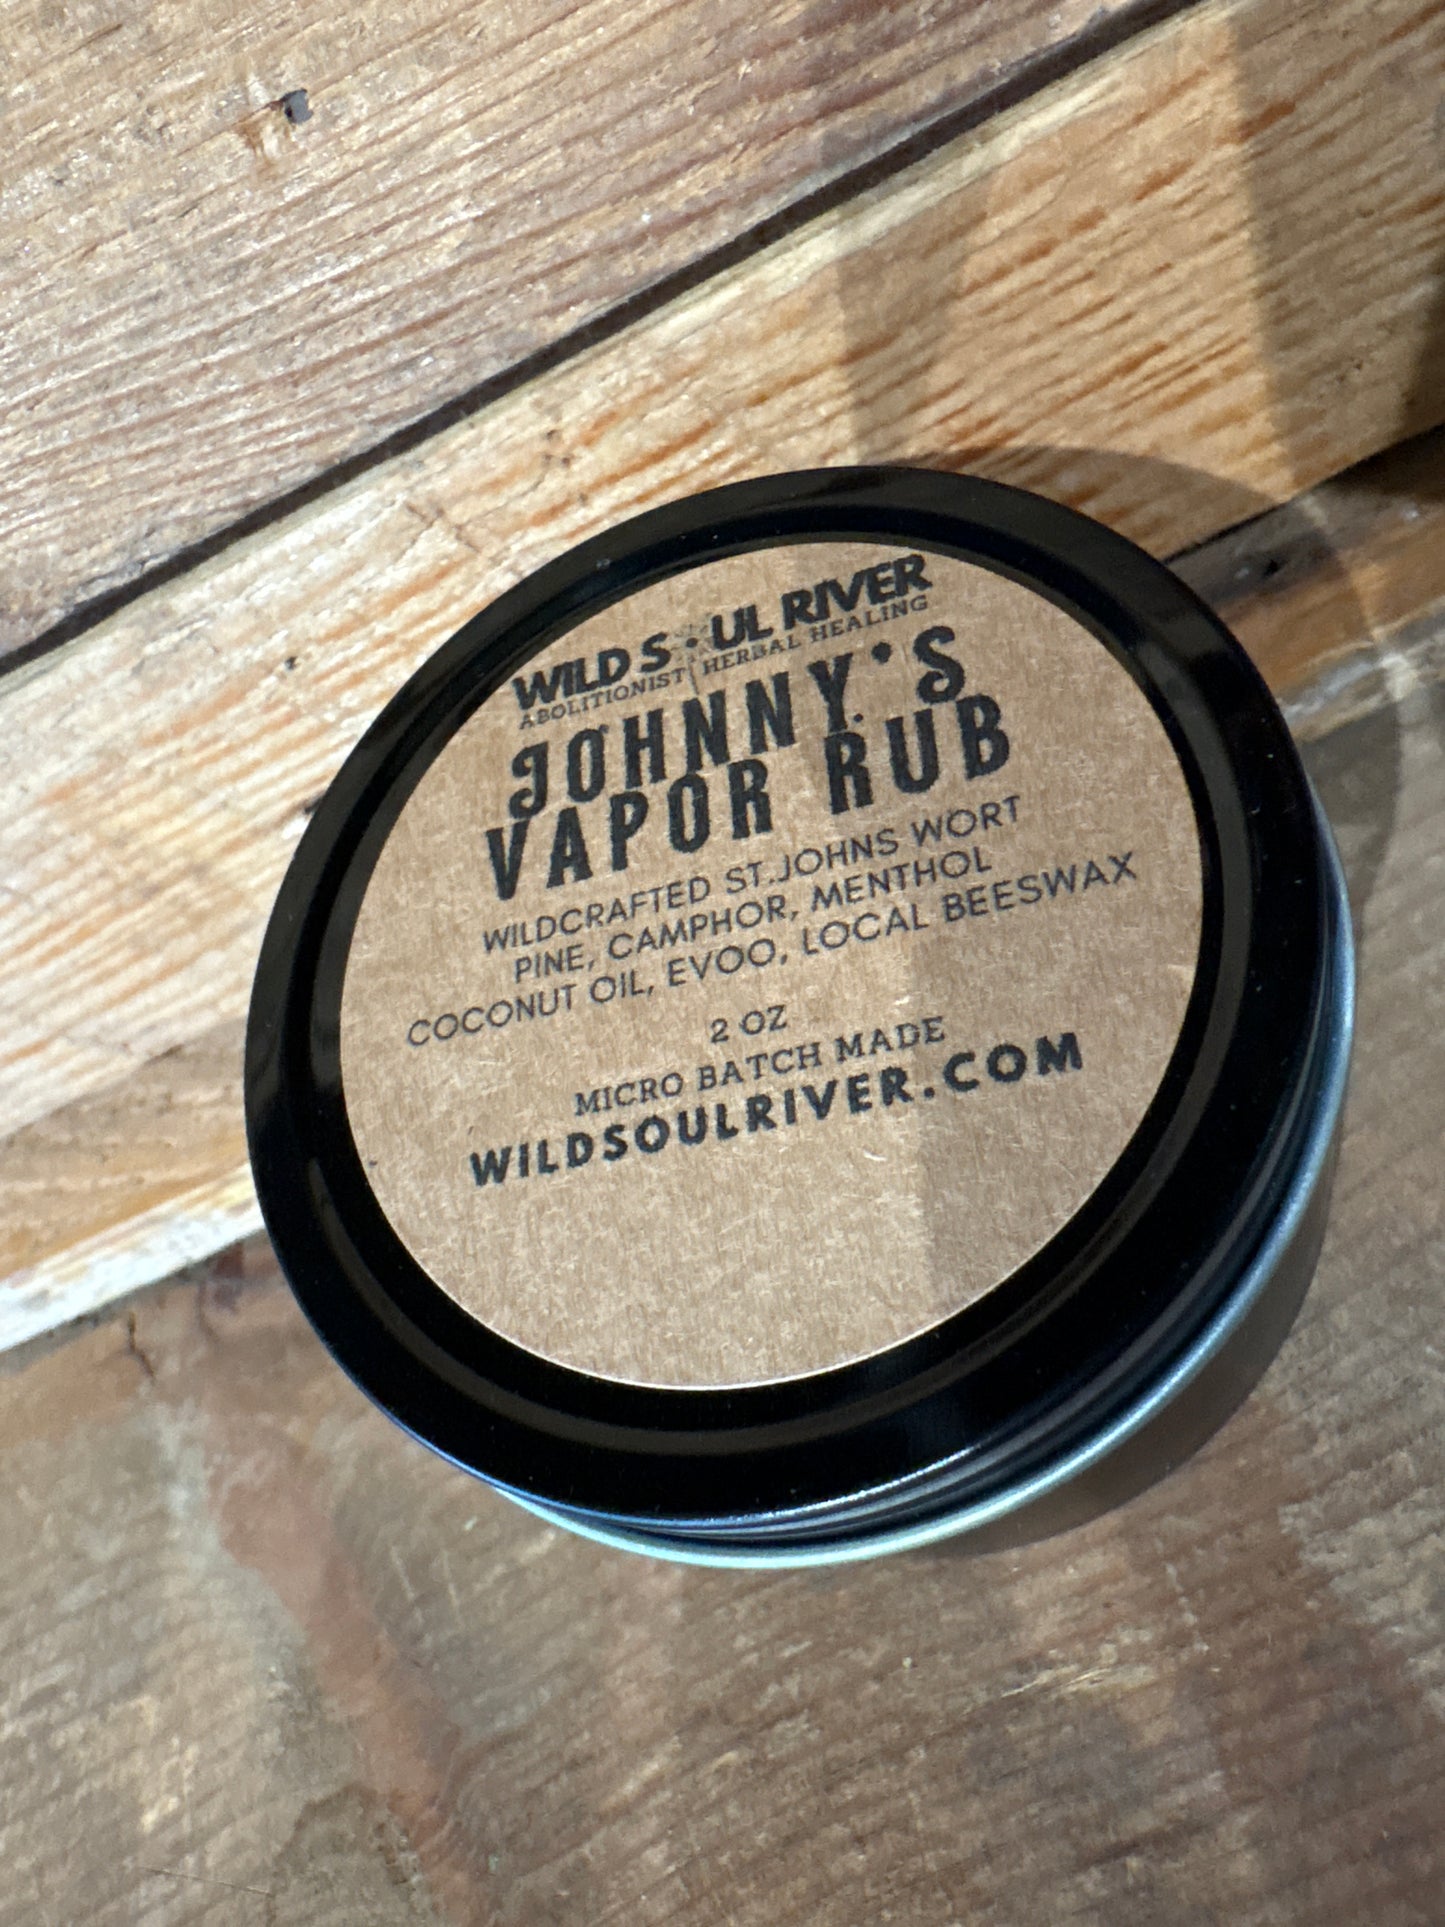 WILD SOUL RIVER
ABOLITIONIST HERBAL HEALING
JOHNNY'S
VAPOR RUB
WILDCRAFTED ST.JOHNS WORT
PINE, CAMPHOR, MENTHOL
COCONUT OIL, EVOO, LOCAL BEESWAX
2 OZ
MICRO BATCH MADE
WILDSOULRIVER.COM